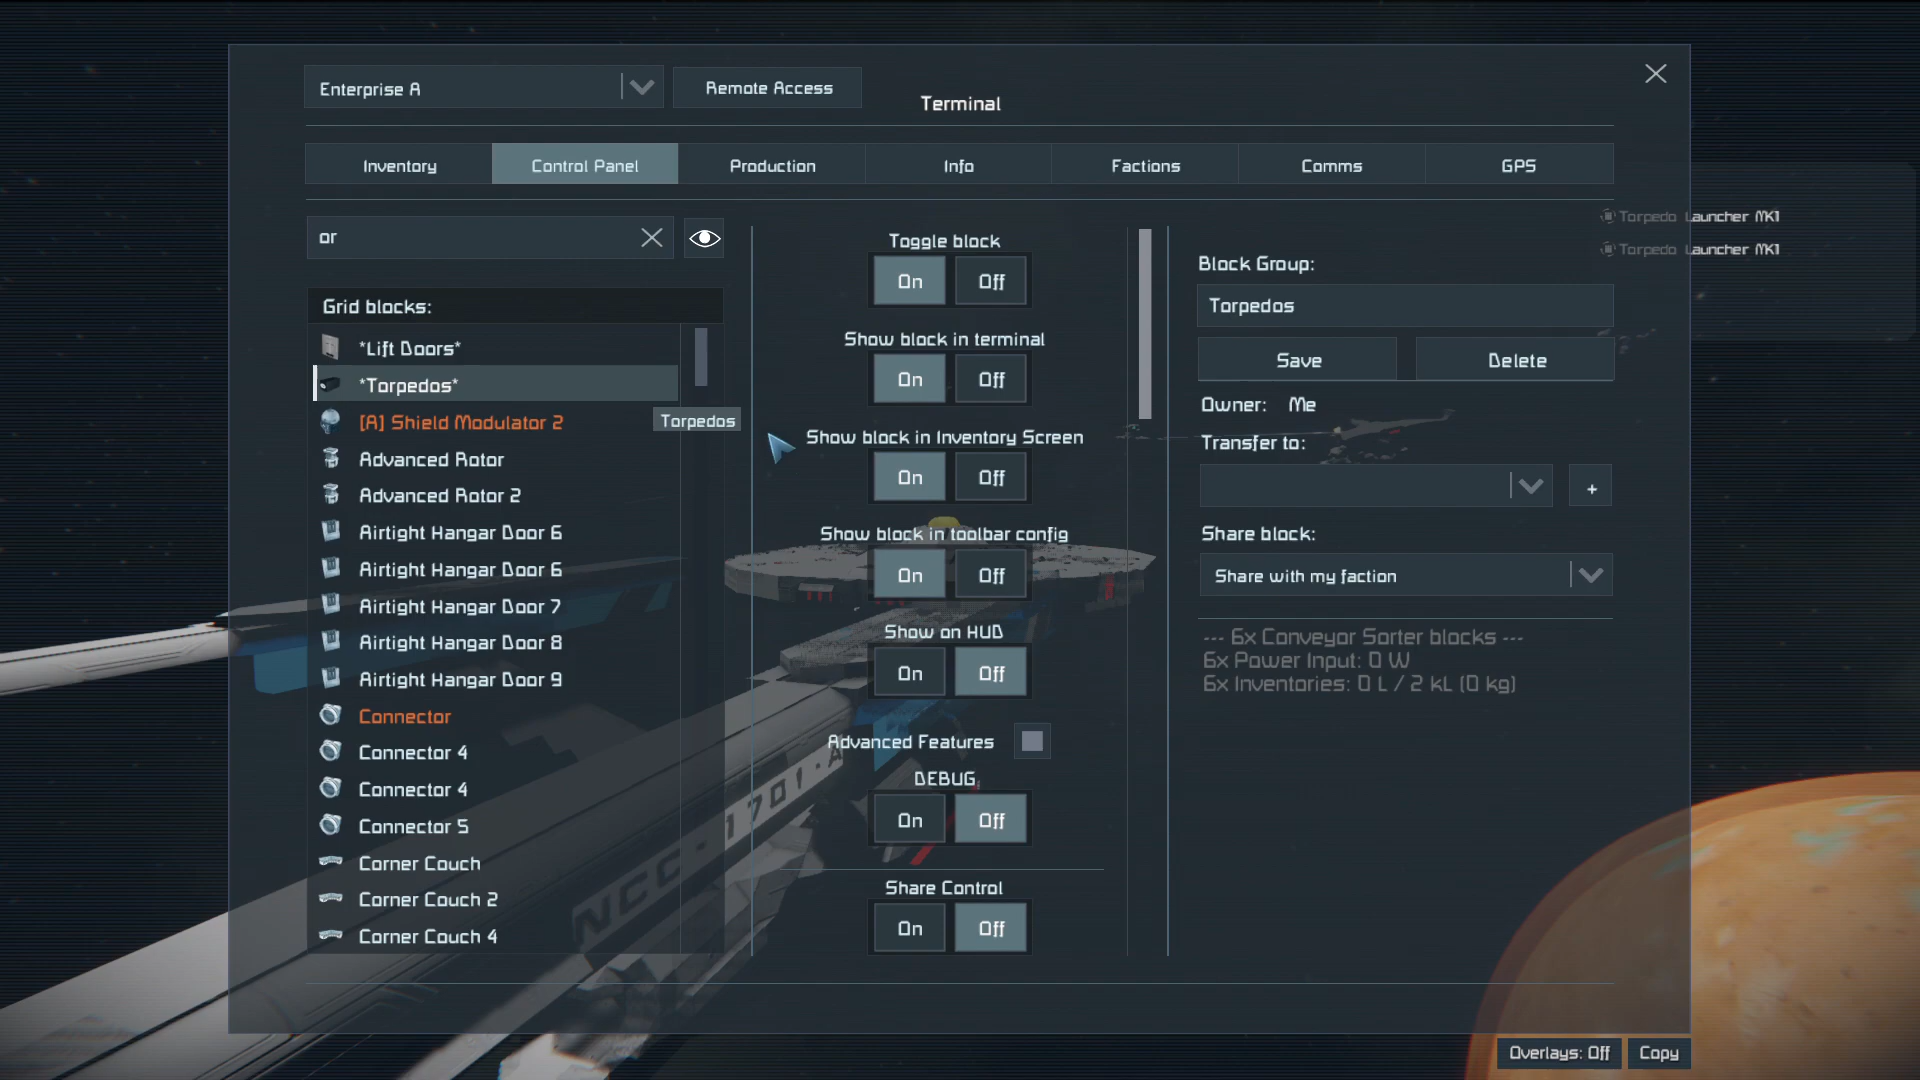 Enterprise A
Remote Access
Terminal
Inventory
Control Panel
Production
Info
Factions
Comms
GPS
or
Grid blocks:
*Lift Doors*
*Torpedos*
[A] Shield Modulator 2
Advanced Rotor
Advanced Rotor 2
Airtight Hangar Door 6
Airtight Hangar Door 6
Airtight Hangar Door 7
Airtight Hangar Door 8
Airtight Hangar Door 9
Connector
Connector 4
Connector 4
Connector 5
Corner Couch
Corner Couch 2
Corner Couch 4
Torpedos
Toggle block
On Off
Show block in terminal
On Off
Show block in Inventory Screen
On Off
Show block in toolbar config
On Off
Show on HUD
On Off
Advanced Features
DEBUG
On Off
Share Control
On Off
Torpedo Launcher MK1
Torpedo Launcher MK1
Block Group:
Torpedos
Save
Delete
Owner: Me
Transfer to:
+
Share block:
Share with my faction
--- 6x Conveyor Sorter blocks ---
6x Power Input: 0 W
6x Inventories: 0 L / 2 kL (0 kg)
NCC-1701-A
Overlays: Off
Copy